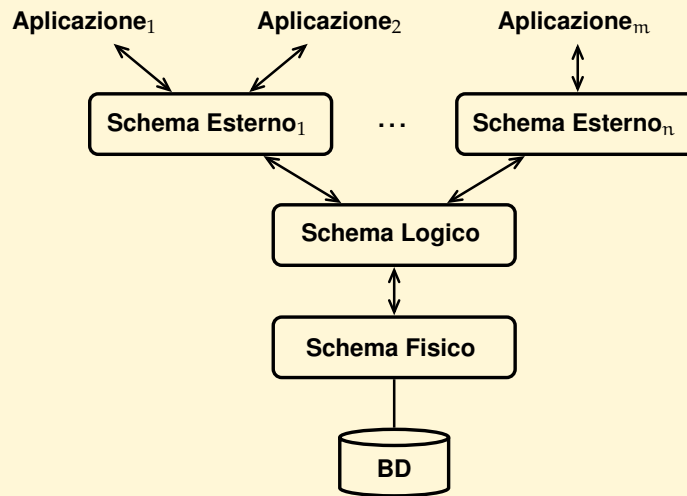 Aplicazione₁ Aplicazione₂ Aplicazioneₘ
Schema Esterno₁ ... Schema Esternoₙ
Schema Logico
Schema Fisico
BD